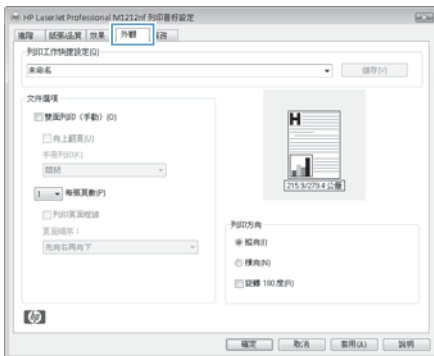 HP LaserJet Professional M1212nf 列印喜好設定
進階 紙張/品質 效果 外觀 服務
列印工作快捷設定(Q)
未命名
儲存(V)
文件選項
雙面列印（手動）(O)
向上翻頁(U)
手冊列印(K)
關閉
1 每張頁數(P)
列印頁面框線
頁面順序：
先向右再向下
H
215.9/279.4 公釐
列印方向
縱向(I)
橫向(N)
旋轉 180 度(R)
hp
確定 取消 套用(A) 說明